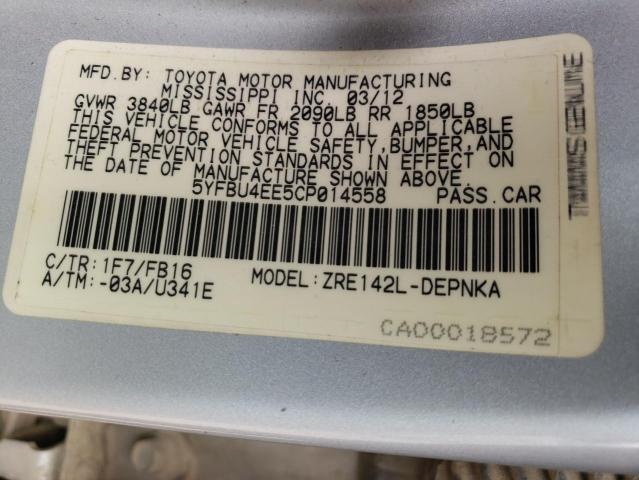 MFD.BY: TOYOTA MOTOR MANUFACTURING
MISSISSIPPI INC. 03/12
GVWR 3840LB GAWR FR 2090LB RR 1850LB
THIS VEHICLE CONFORMS TO ALL APPLICABLE
FEDERAL MOTOR VEHICLE SAFETY, BUMPER, AND
THEFT PREVENTION STANDARDS IN EFFECT ON
THE DATE OF MANUFACTURE SHOWN ABOVE.
5YFBU4EE5CP014558 PASS.CAR
C/TR:1F7/FB16
A/TM:-03A/U341E MODEL:ZRE142L-DEPNKA
CA00018572
GENUINE